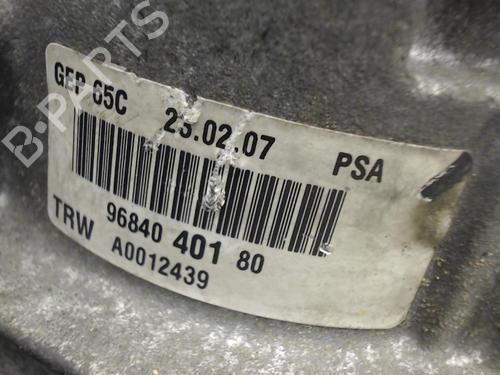 GEP 65C 23.02.07 PSA
96840 401 80
TRW A0012439
B-PARTS